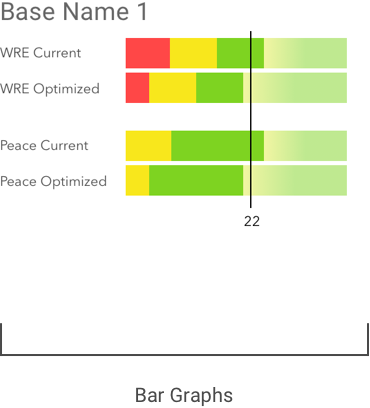 Base Name 1
WRE Current
WRE Optimized
Peace Current
Peace Optimized
22
Bar Graphs